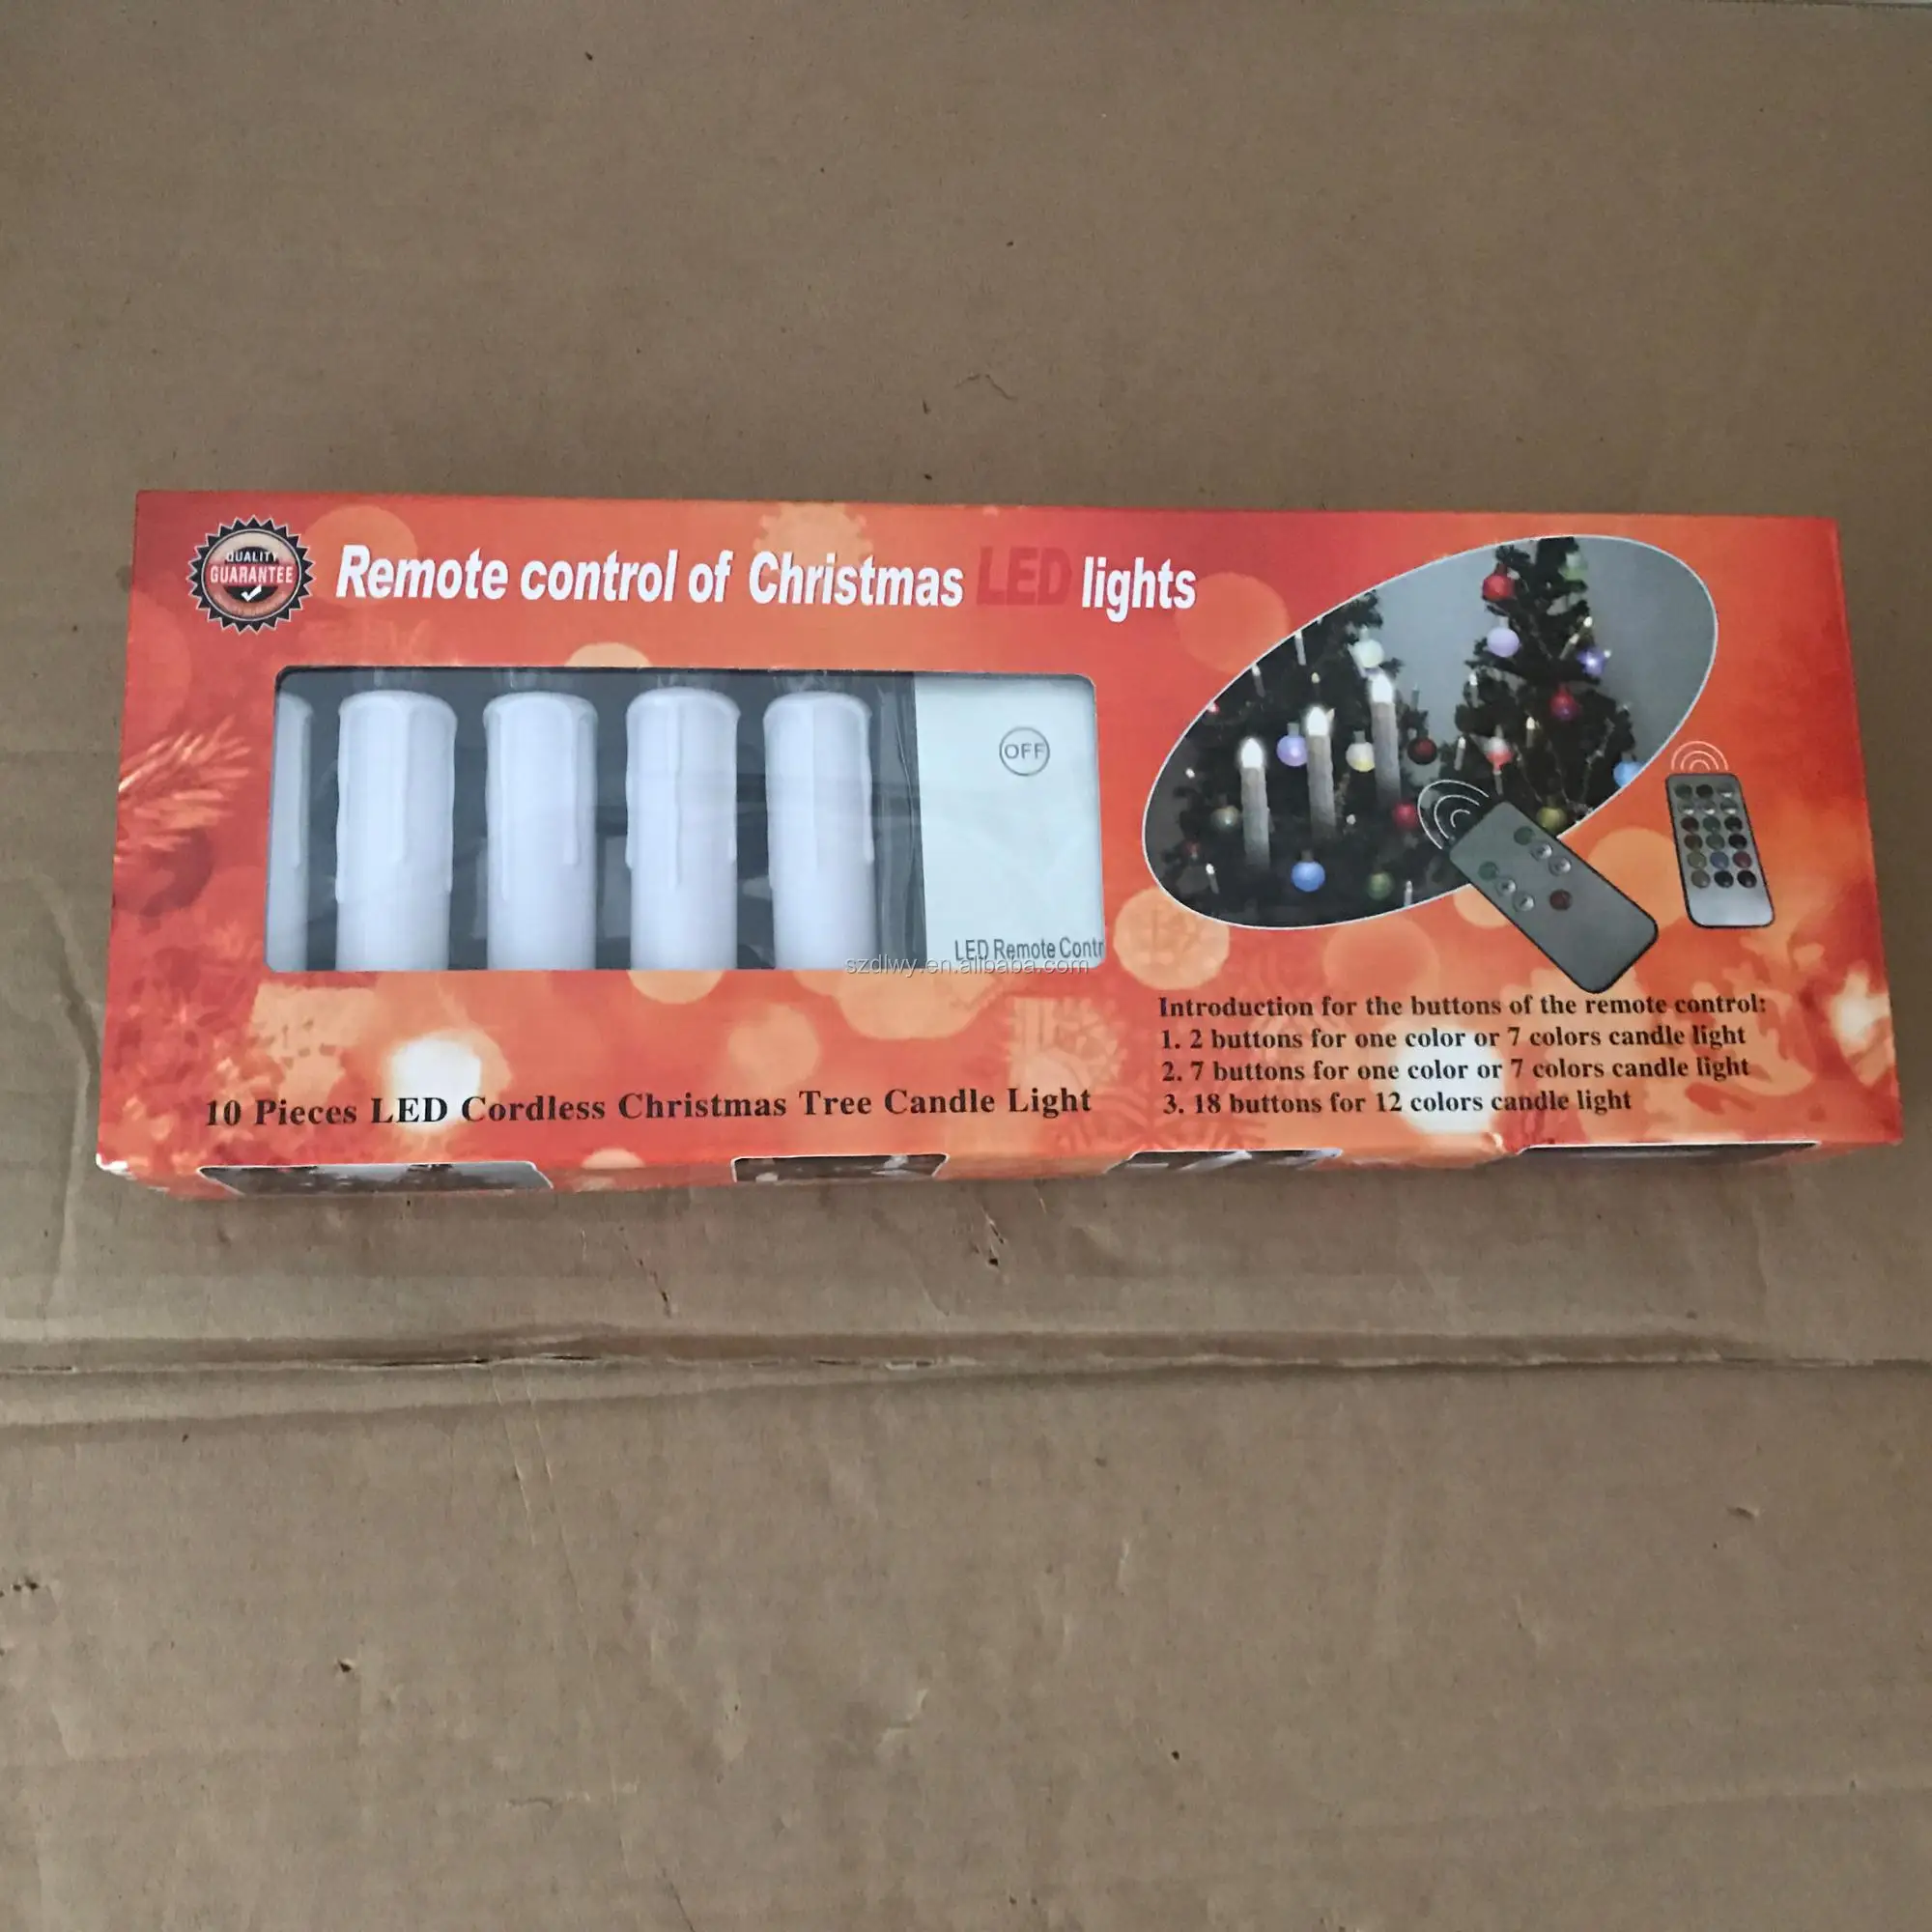 QUALITY
GUARANTEE
Remote control of Christmas LED lights
OFF
LED Remote Contr
szdlwy.en.alibaba.com
Introduction for the buttons of the remote control:
1. 2 buttons for one color or 7 colors candle light
2. 7 buttons for one color or 7 colors candle light
3. 18 buttons for 12 colors candle light
10 Pieces LED Cordless Christmas Tree Candle Light